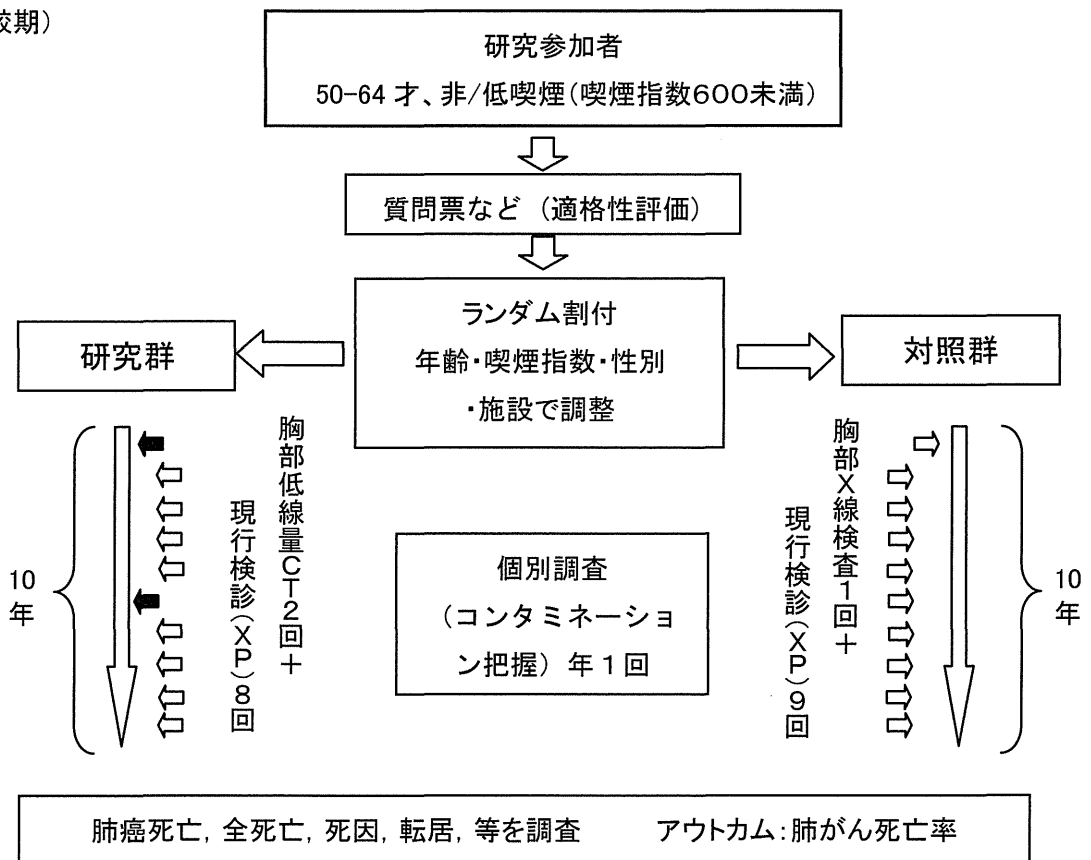 較期）
研究参加者
50-64 才、非/低喫煙（喫煙指数600未満）
質問票など （適格性評価）
ランダム割付
年齢・喫煙指数・性別
・施設で調整
研究群
対照群
胸部低線量CT2回＋
現行検診（XP）8回
10
年
個別調査
（コンタミネーショ
ン把握） 年１回
胸部X線検査1回＋
現行検診（XP）9回
10
年
肺癌死亡, 全死亡, 死因, 転居, 等を調査 アウトカム：肺がん死亡率